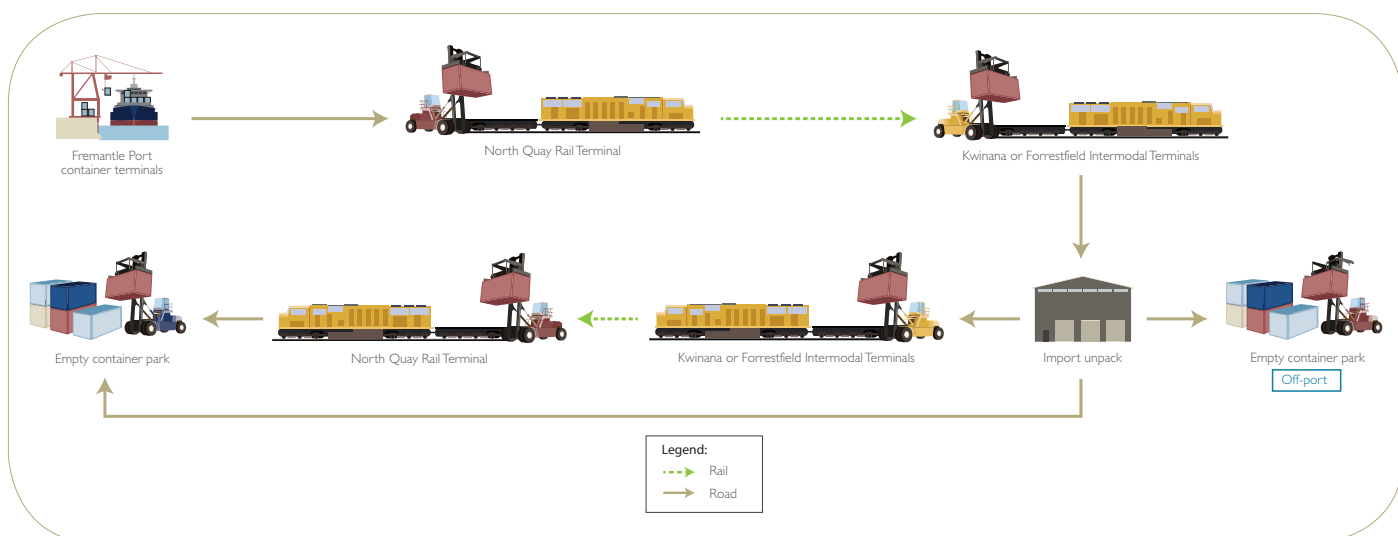 Fremantle Port
container terminals
North Quay Rail Terminal
Kwinana or Forrestfield Intermodal Terminals
Empty container park
North Quay Rail Terminal
Kwinana or Forrestfield Intermodal Terminals
Import unpack
Empty container park
Off-port
Legend:
Rail
Road